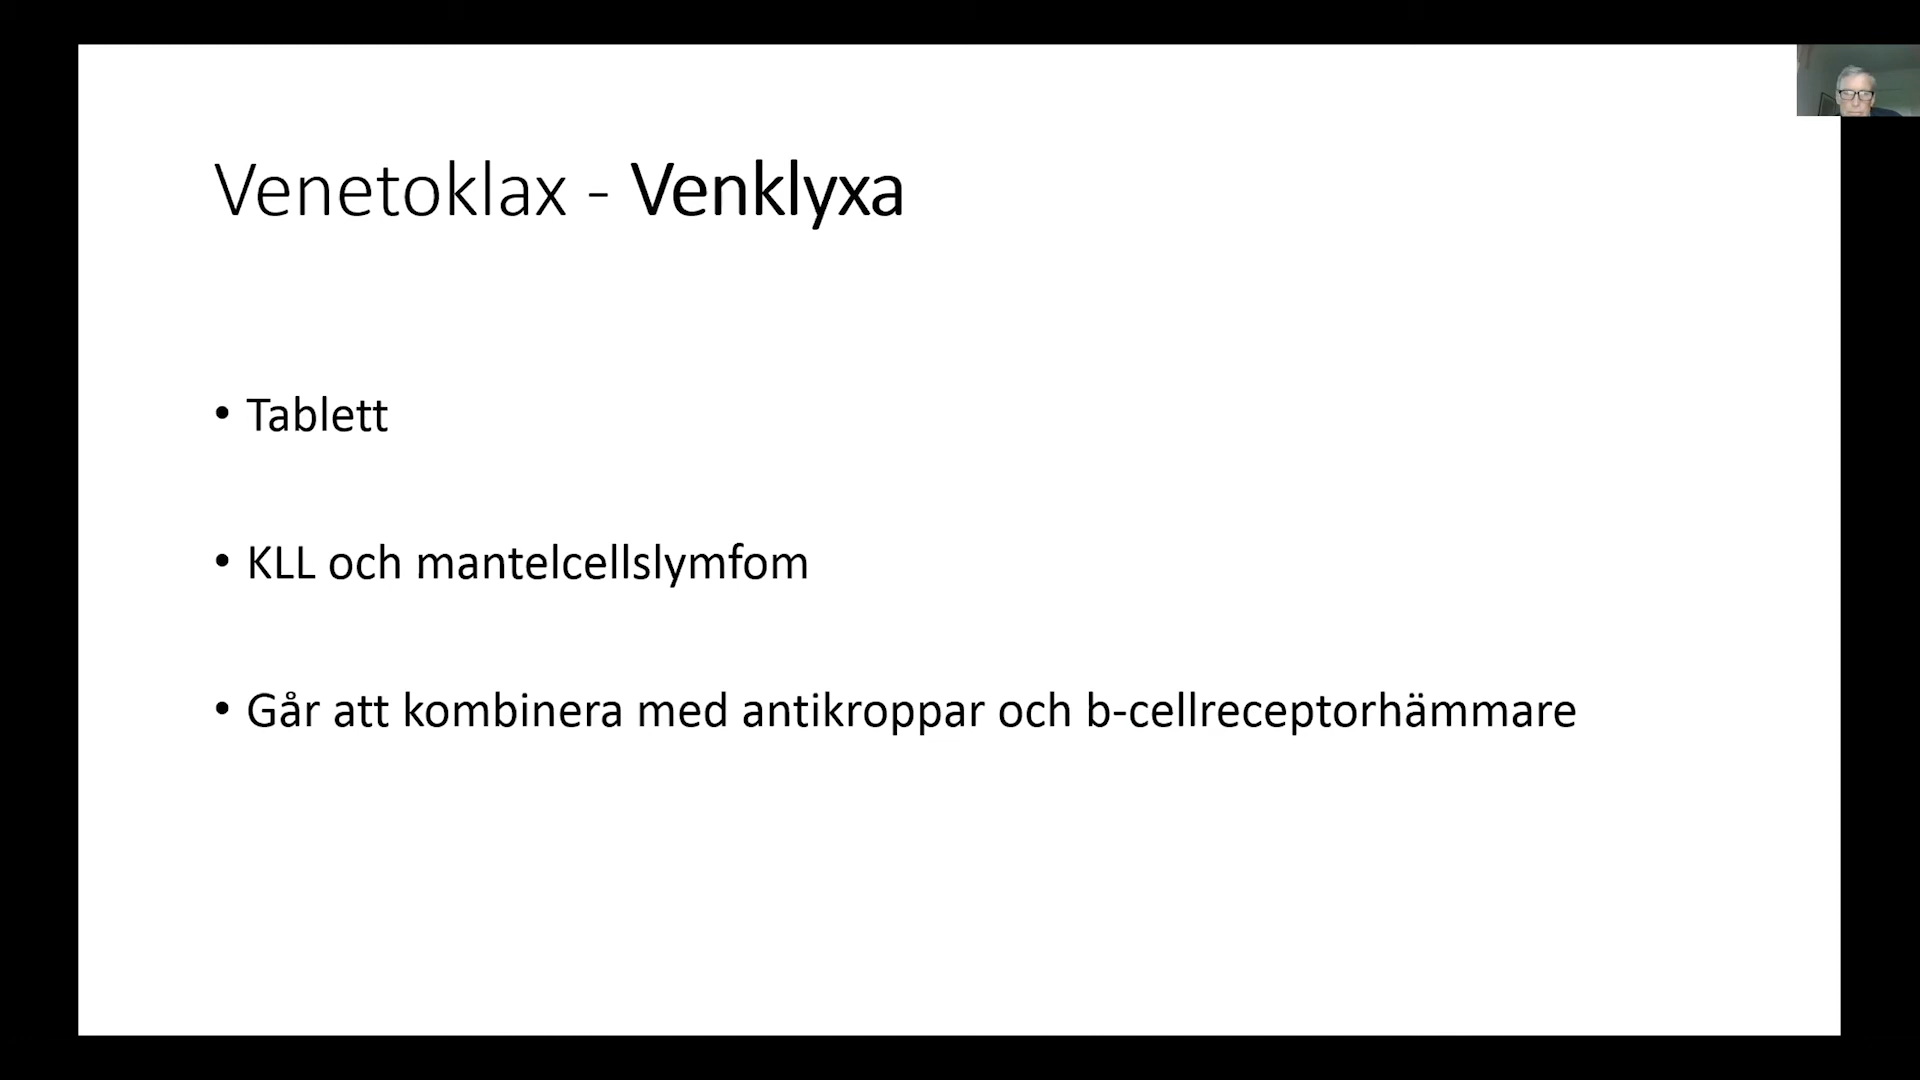 Venetoklax - Venklyxa
• Tablett
• KLL och mantelcellslymfom
• Går att kombinera med antikroppar och b-cellreceptorhämmare